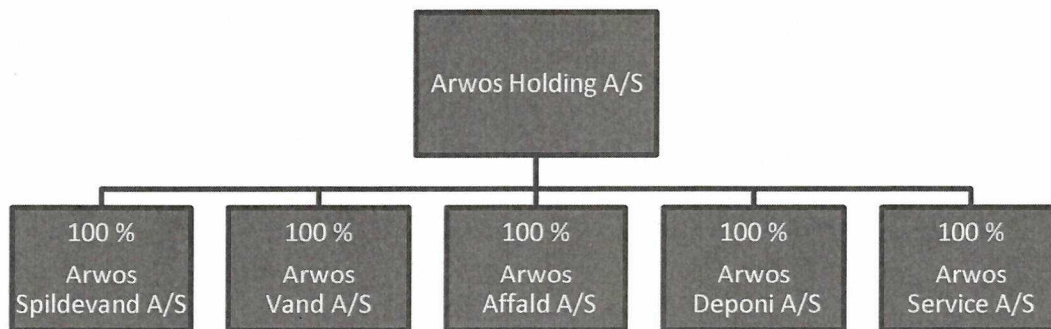 Arwos Holding A/S
100 %
Arwos
Spildevand A/S
100 %
Arwos
Vand A/S
100 %
Arwos
Affald A/S
100 %
Arwos
Deponi A/S
100 %
Arwos
Service A/S